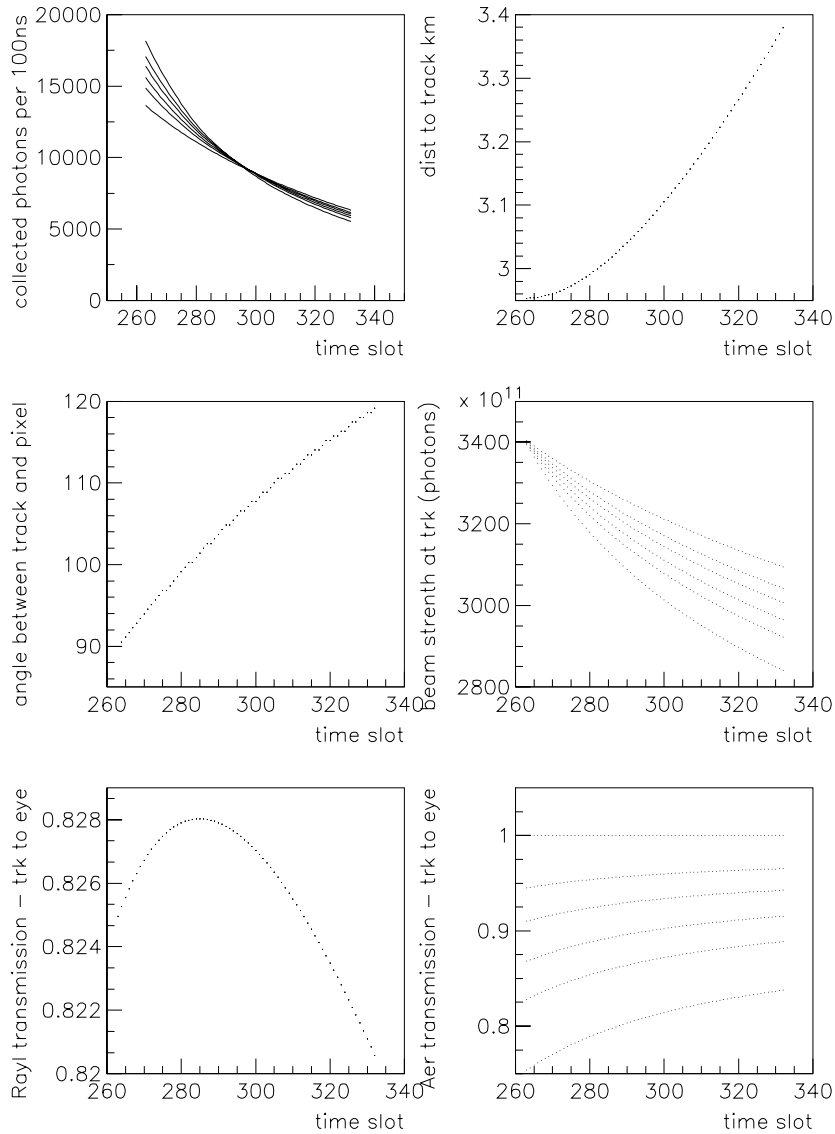 collected photons per 100ns
20000
15000
10000
5000
0
260 280 300 320 340
time slot
dist to track km
3.4
3.3
3.2
3.1
3
260 280 300 320 340
time slot
angle between track and pixel
120
110
100
90
260 280 300 320 340
time slot
beam strenth at trk (photons)
x 10¹¹
3400
3200
3000
2800
260 280 300 320 340
time slot
Rayl transmission – trk to eye
0.828
0.826
0.824
0.822
0.82
260 280 300 320 340
time slot
Aer transmission – trk to eye
1
0.9
0.8
260 280 300 320 340
time slot